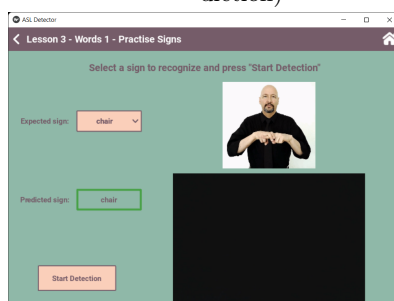 diction)
ASL Detector
Lesson 3 - Words 1 - Practise Signs
Select a sign to recognize and press "Start Detection"
Expected sign: chair
Predicted sign: chair
Start Detection